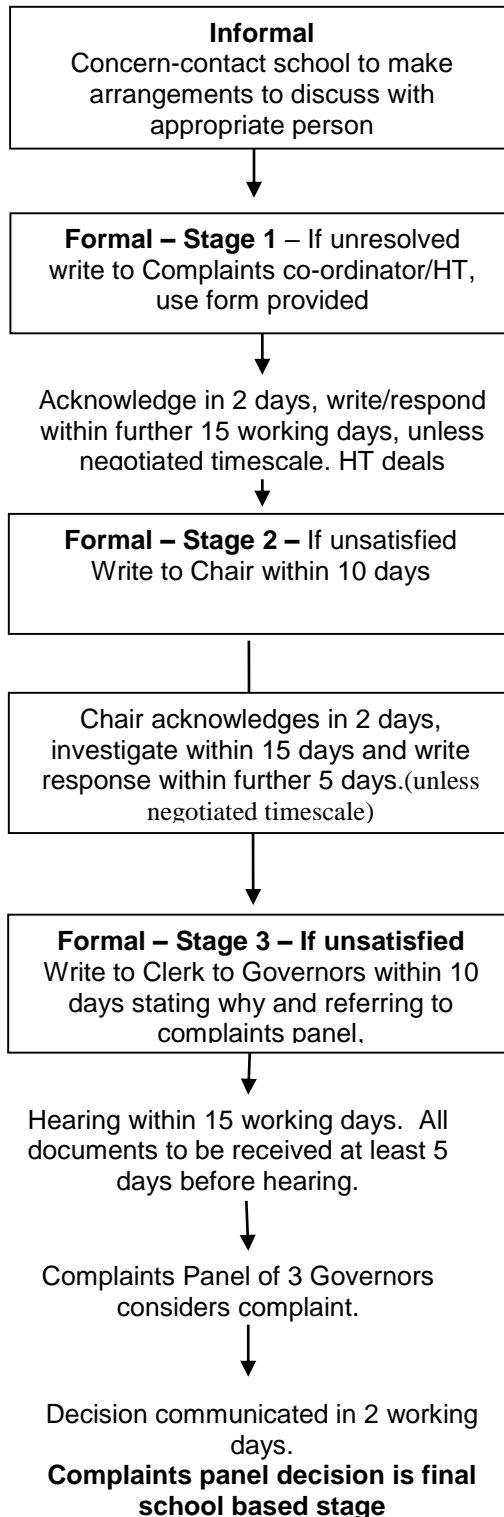 Informal
Concern-contact school to make
arrangements to discuss with
appropriate person
Formal – Stage 1 – If unresolved
write to Complaints co-ordinator/HT,
use form provided
Acknowledge in 2 days, write/respond
within further 15 working days, unless
negotiated timescale. HT deals
Formal – Stage 2 – If unsatisfied
Write to Chair within 10 days
Chair acknowledges in 2 days,
investigate within 15 days and write
response within further 5 days.(unless
negotiated timescale)
Formal – Stage 3 – If unsatisfied
Write to Clerk to Governors within 10
days stating why and referring to
complaints panel,
Hearing within 15 working days.  All
documents to be received at least 5
days before hearing.
Complaints Panel of 3 Governors
considers complaint.
Decision communicated in 2 working
days.
Complaints panel decision is final
school based stage